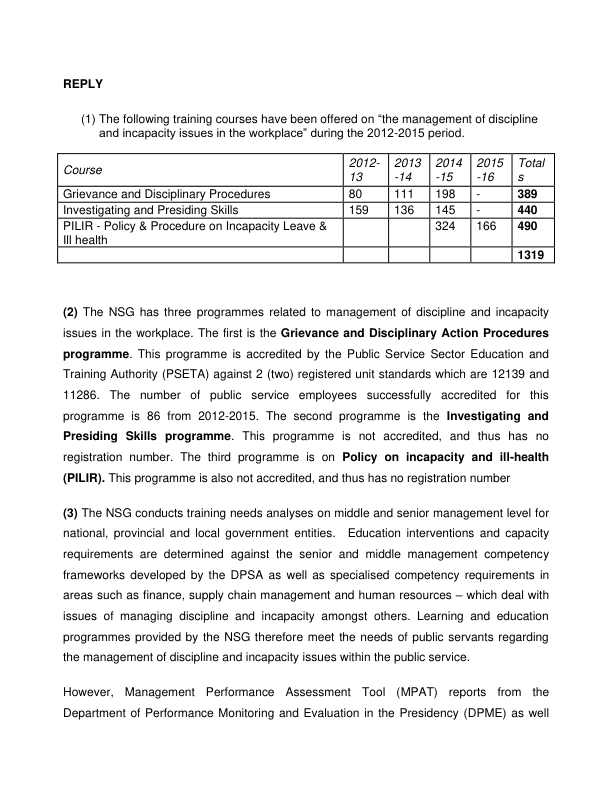 REPLY
(1) The following training courses have been offered on “the management of discipline
and incapacity issues in the workplace” during the 2012-2015 period.
Course 2012- 2013 2014 2015 Total
13 -14 -15 -16 s
Grievance and Disciplinary Procedures 80 111 198 - 389
Investigating and Presiding Skills 159 136 145 - 440
PILIR - Policy & Procedure on Incapacity Leave & 324 166 490
Ill health
1319
(2) The NSG has three programmes related to management of discipline and incapacity
issues in the workplace. The first is the Grievance and Disciplinary Action Procedures
programme. This programme is accredited by the Public Service Sector Education and
Training Authority (PSETA) against 2 (two) registered unit standards which are 12139 and
11286. The number of public service employees successfully accredited for this
programme is 86 from 2012-2015. The second programme is the Investigating and
Presiding Skills programme. This programme is not accredited, and thus has no
registration number. The third programme is on Policy on incapacity and ill-health
(PILIR). This programme is also not accredited, and thus has no registration number
(3) The NSG conducts training needs analyses on middle and senior management level for
national, provincial and local government entities. Education interventions and capacity
requirements are determined against the senior and middle management competency
frameworks developed by the DPSA as well as specialised competency requirements in
areas such as finance, supply chain management and human resources – which deal with
issues of managing discipline and incapacity amongst others. Learning and education
programmes provided by the NSG therefore meet the needs of public servants regarding
the management of discipline and incapacity issues within the public service.
However, Management Performance Assessment Tool (MPAT) reports from the
Department of Performance Monitoring and Evaluation in the Presidency (DPME) as well